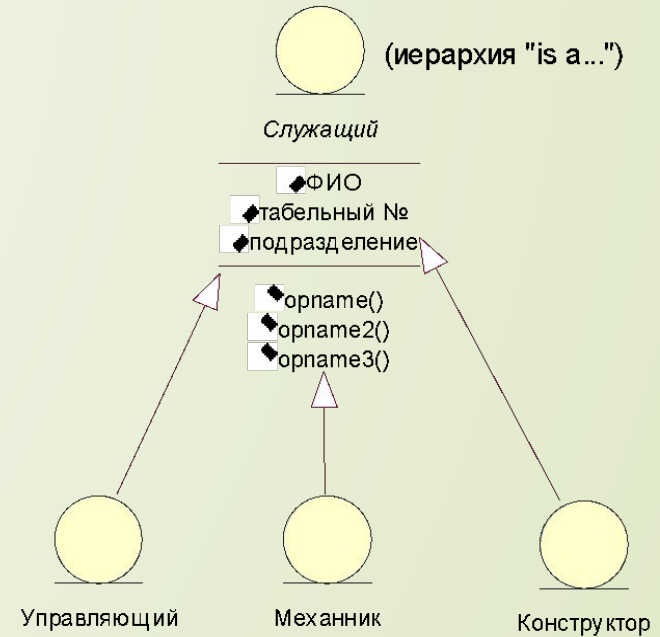 (иерархия "is a...")
Служащий
ФИО
табельный №
подразделение
opname()
opname2()
opname3()
Управляющий
Механник
Конструктор